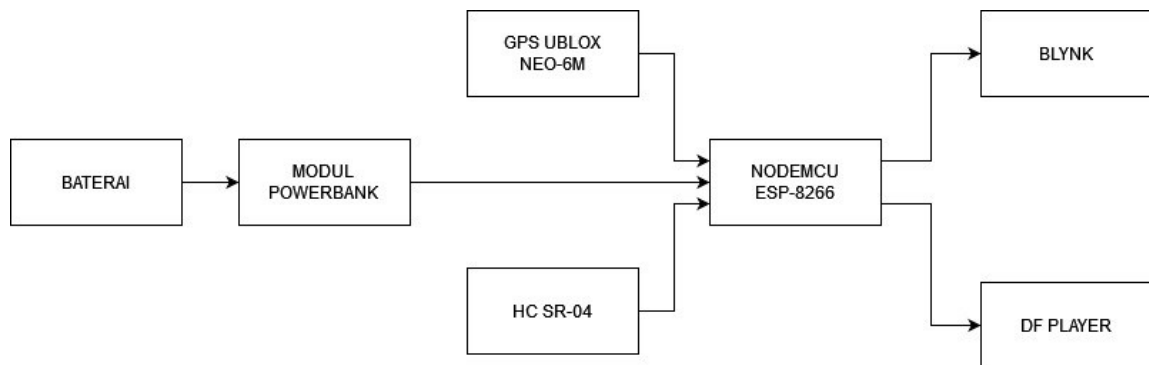 GPS UBLOX
NEO-6M
BLYNK
BATERAI
MODUL
POWERBANK
NODEMCU
ESP-8266
HC SR-04
DF PLAYER